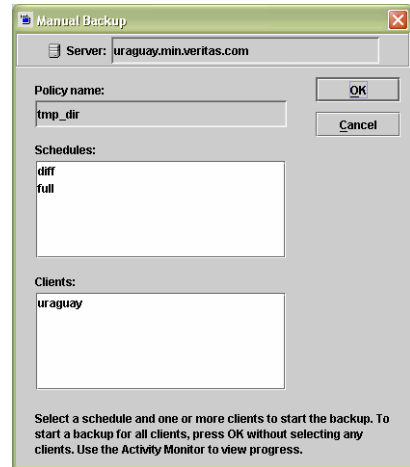 Manual Backup
Server: uraguay.min.veritas.com
Policy name:
OK
tmp_dir
Cancel
Schedules:
diff
full
Clients:
uraguay
Select a schedule and one or more clients to start the backup. To
start a backup for all clients, press OK without selecting any
clients. Use the Activity Monitor to view progress.